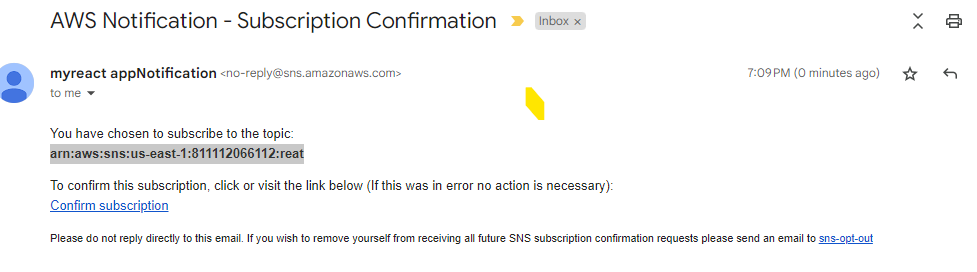 AWS Notification - Subscription Confirmation Inbox ×
myreact appNotification <no-reply@sns.amazonaws.com> 7:09 PM (0 minutes ago)
to me
You have chosen to subscribe to the topic:
arn:aws:sns:us-east-1:811112066112:reat
To confirm this subscription, click or visit the link below (If this was in error no action is necessary):
Confirm subscription
Please do not reply directly to this email. If you wish to remove yourself from receiving all future SNS subscription confirmation requests please send an email to sns-opt-out